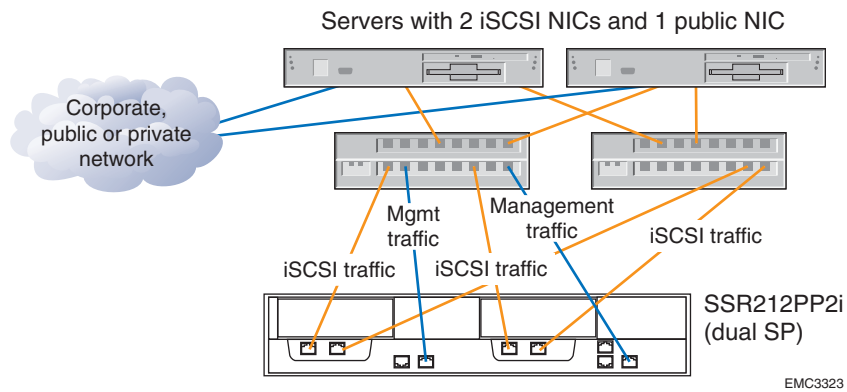 Servers with 2 iSCSI NICs and 1 public NIC
Corporate,
public or private
network
Mgmt
traffic
Management
traffic
iSCSI traffic
iSCSI traffic
iSCSI traffic
SSR212PP2i
(dual SP)
EMC3323